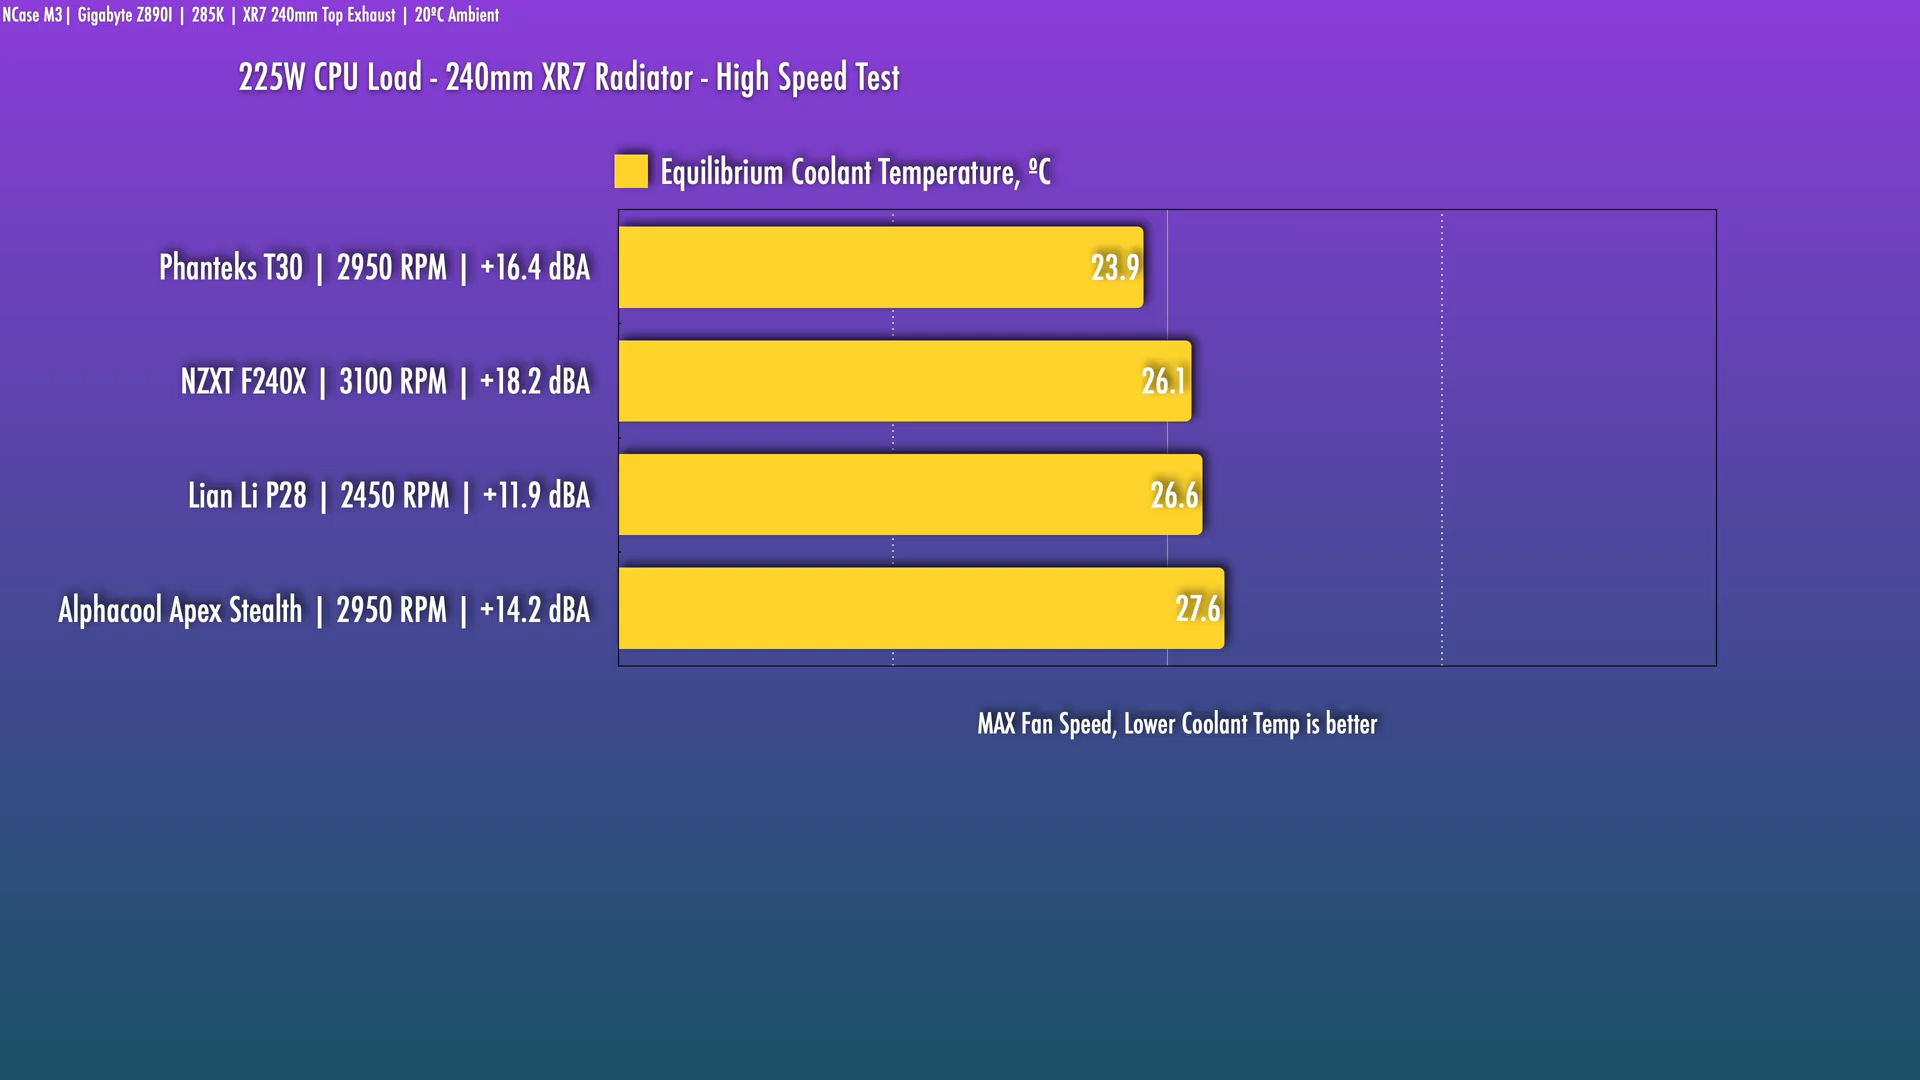 NCase M3| Gigabyte Z890I | 285K | XR7 240mm Top Exhaust | 20ºC Ambient
225W CPU Load - 240mm XR7 Radiator - High Speed Test
Equilibrium Coolant Temperature, ºC
Phanteks T30 | 2950 RPM | +16.4 dBA 23.9
NZXT F240X | 3100 RPM | +18.2 dBA 26.1
Lian Li P28 | 2450 RPM | +11.9 dBA 26.6
Alphacool Apex Stealth | 2950 RPM | +14.2 dBA 27.6
MAX Fan Speed, Lower Coolant Temp is better